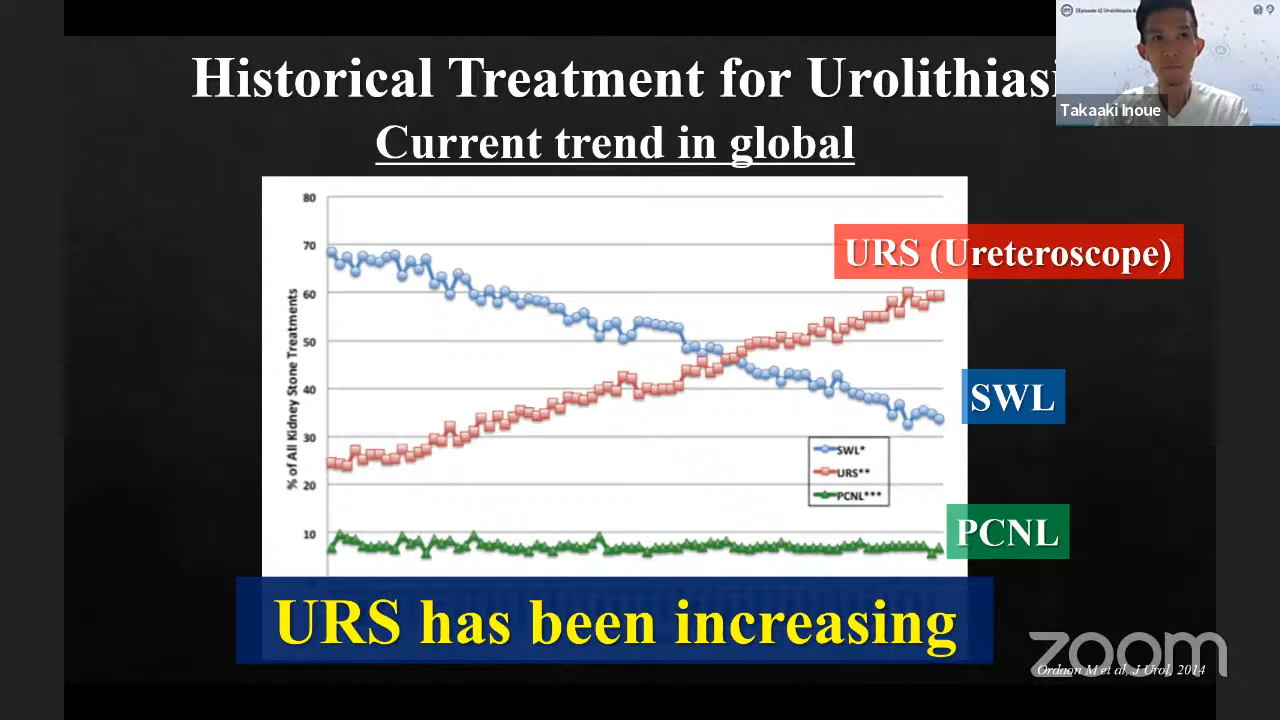 Historical Treatment for Urolithiasi
Current trend in global
Takaaki Inoue
% of All Kidney Stone Treatments
80
70
60
50
40
30
20
10
URS (Ureteroscope)
SWL
PCNL
SWL*
URS**
PCNL***
URS has been increasing
zoom
Ordaon M et al, J Urol, 2014